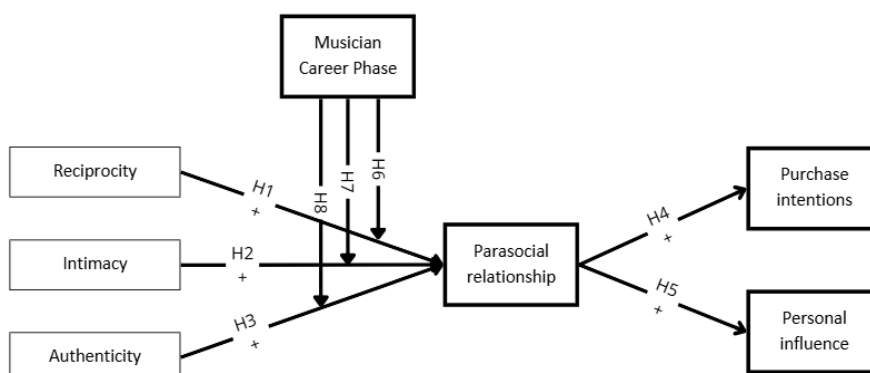 Musician
Career Phase
Reciprocity
Intimacy
Authenticity
H1
+
H2
+
H3
+
H8
H7
H6
Parasocial
relationship
H4
+
H5
+
Purchase
intentions
Personal
influence